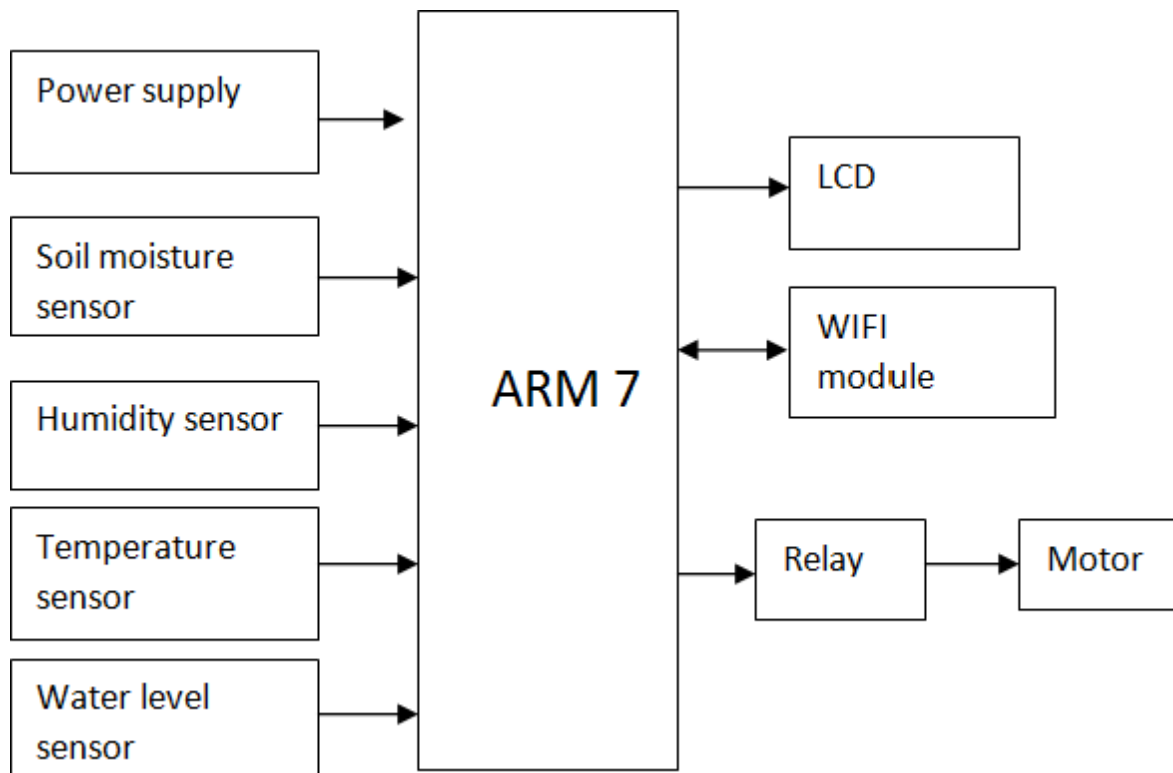 Power supply
Soil moisture
sensor
Humidity sensor
Temperature
sensor
Water level
sensor
ARM 7
LCD
WIFI
module
Relay
Motor